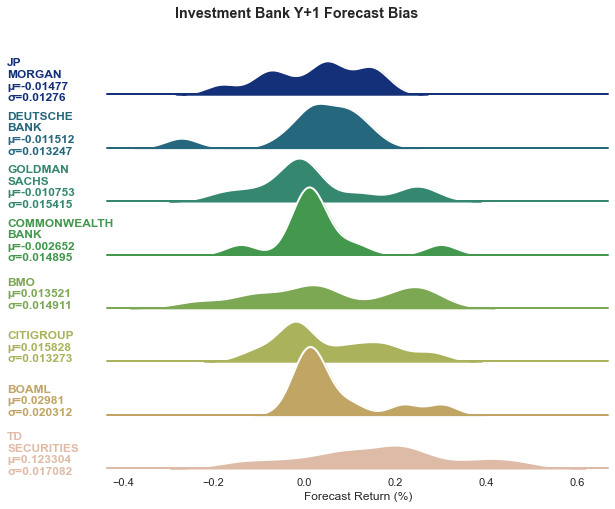 Investment Bank Y+1 Forecast Bias
JP
MORGAN
μ=-0.01477
σ=0.01276
DEUTSCHE
BANK
μ=-0.011512
σ=0.013247
GOLDMAN
SACHS
μ=-0.010753
σ=0.015415
COMMONWEALTH
BANK
μ=-0.002652
σ=0.014895
BMO
μ=0.013521
σ=0.014911
CITIGROUP
μ=0.015828
σ=0.013273
BOAML
μ=0.02981
σ=0.020312
TD
SECURITIES
μ=0.123304
σ=0.017082
−0.4 −0.2 0.0 0.2 0.4 0.6
Forecast Return (%)